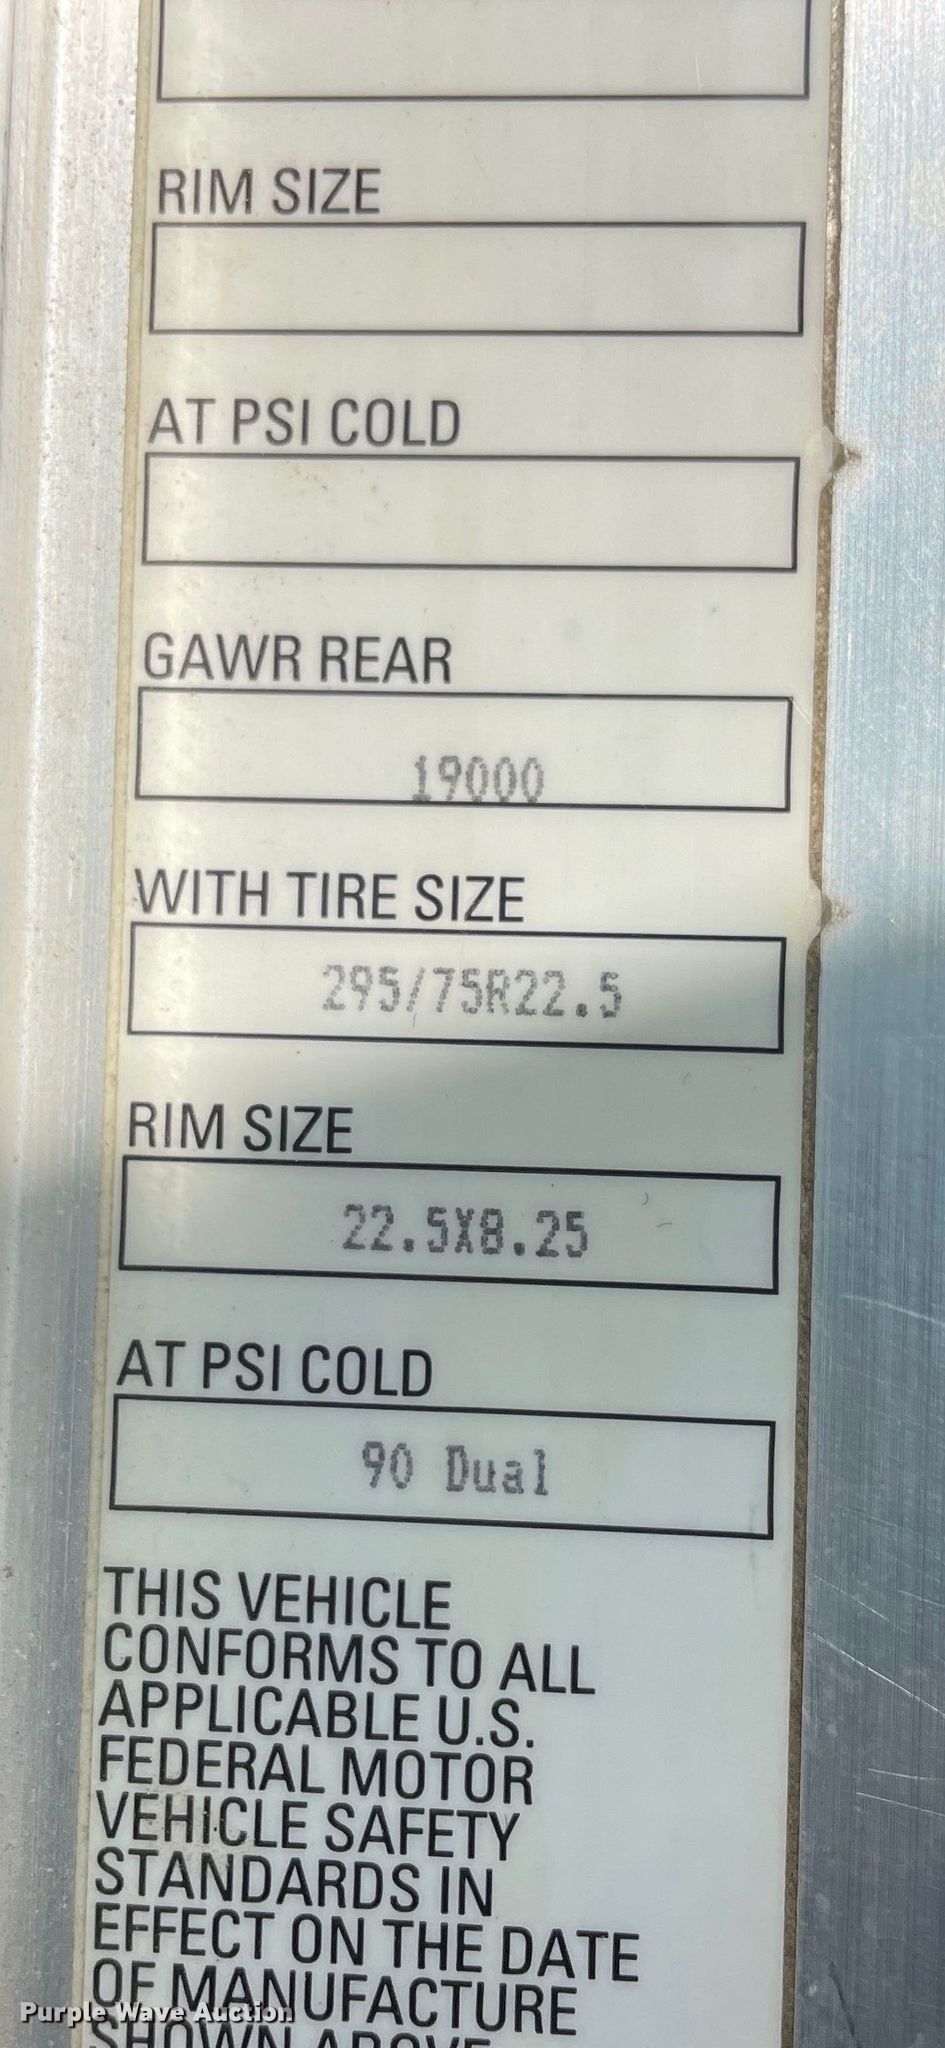 RIM SIZE
AT PSI COLD
GAWR REAR
19000
WITH TIRE SIZE
295/75R22.5
RIM SIZE
22.5X8.25
AT PSI COLD
90 Dual
THIS VEHICLE
CONFORMS TO ALL
APPLICABLE U.S.
FEDERAL MOTOR
VEHICLE SAFETY
STANDARDS IN
EFFECT ON THE DATE
OF MANUFACTURE
SHOWN ABOVE
Purple Wave Auction